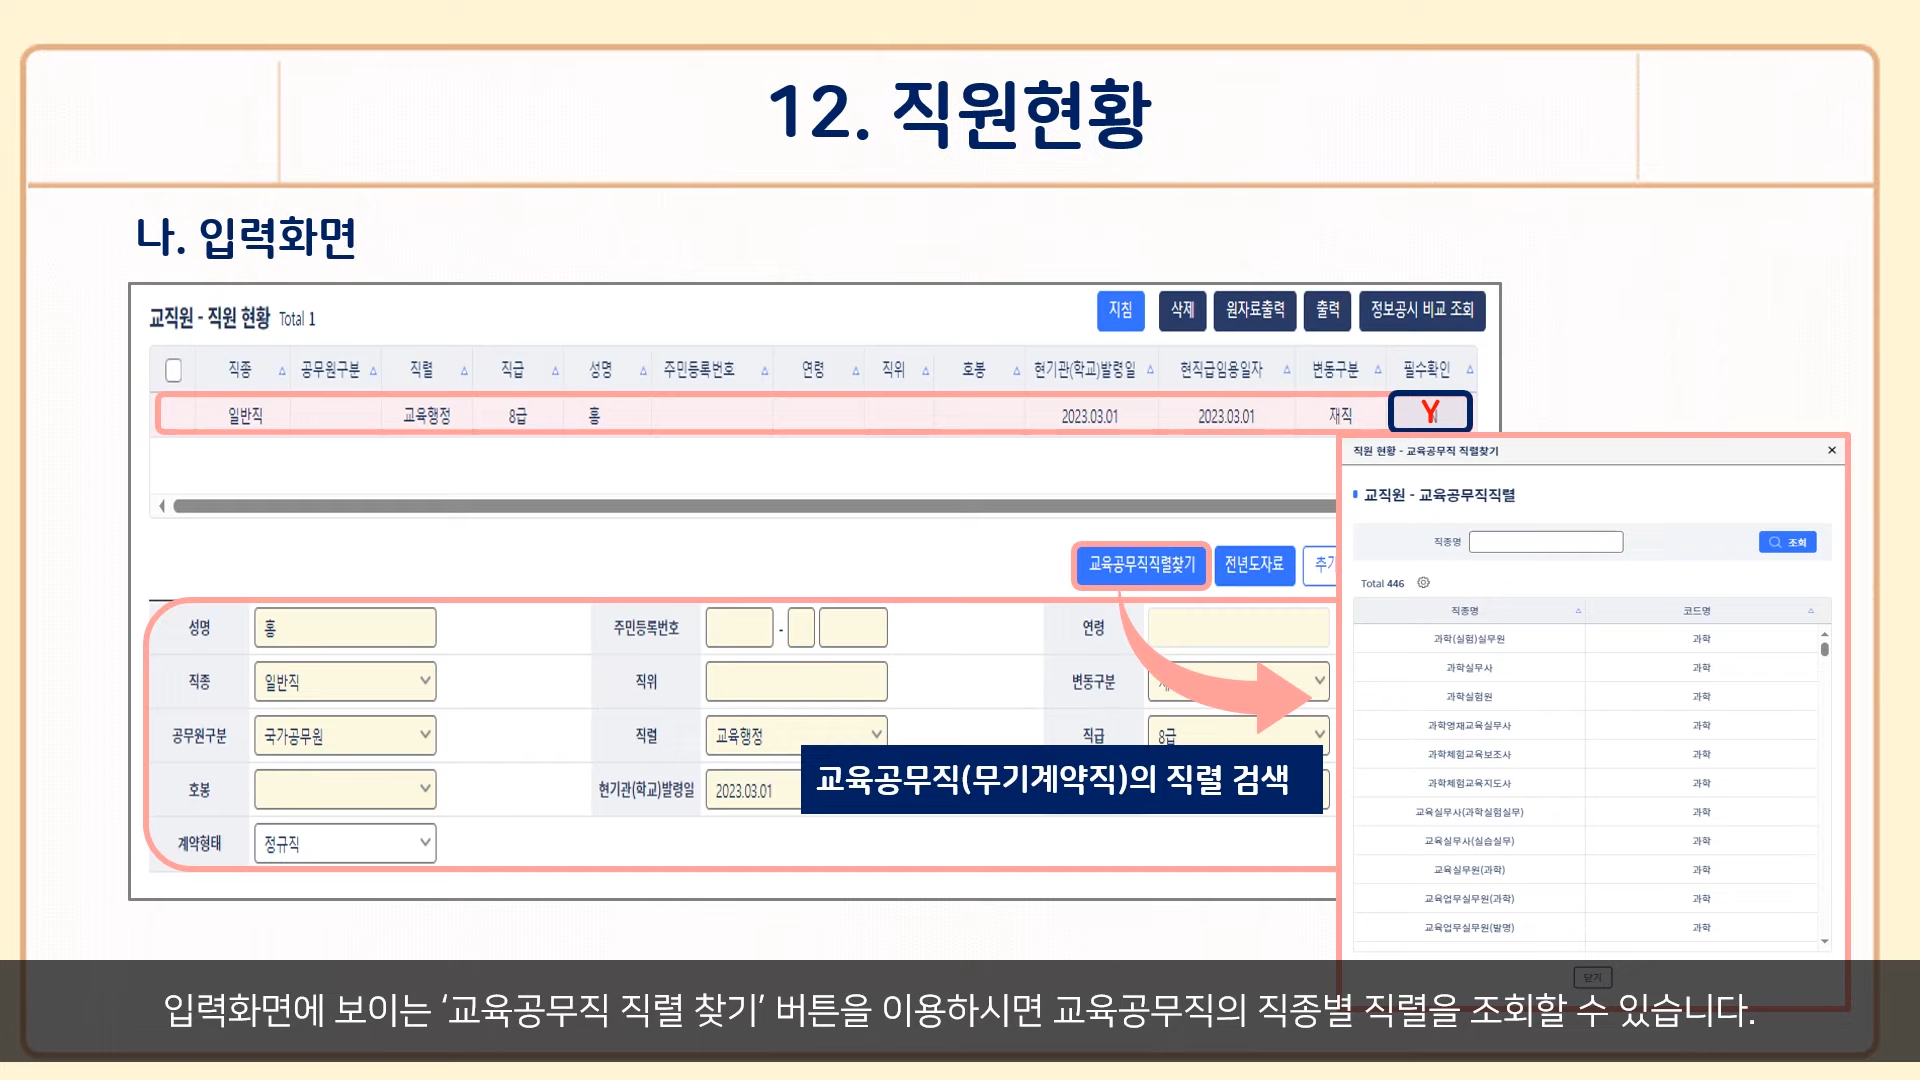 12. 직원현황
나. 입력화면
교직원 - 직원 현황 Total 1
지침 삭제 원자료출력 출력 정보공시 비교 조회
직종 공무원구분 직렬 직급 성명 주민등록번호 연령 직위 호봉 현기관(학교)발령일 현직급임용일자 변동구분 필수확인
일반직 교육행정 8급 홍 2023.03.01 2023.03.01 재직 Y
교육공무직직렬찾기 전년도자료
성명 홍 주민등록번호 - 연령
직종 일반직 직위 변동구분
공무원구분 국가공무원 직렬 교육행정 직급 8급
호봉 현기관(학교)발령일 2023.03.01
계약형태 정규직
교육공무직(무기계약직)의 직렬 검색
직원 현황 - 교육공무직 직렬찾기
교직원 - 교육공무직직렬
직종명 조회
Total 446
직종명 코드명
과학(실험)실무원 과학
과학실무사 과학
과학실험원 과학
과학영재교육실무사 과학
과학체험교육보조사 과학
과학체험교육지도사 과학
교육실무사(과학실험실무) 과학
교육실무사(실습실무) 과학
교육실무원(과학) 과학
교육업무실무원(과학) 과학
교육업무실무원(발명) 과학
닫기
입력화면에 보이는 ‘교육공무직 직렬 찾기’ 버튼을 이용하시면 교육공무직의 직종별 직렬을 조회할 수 있습니다.